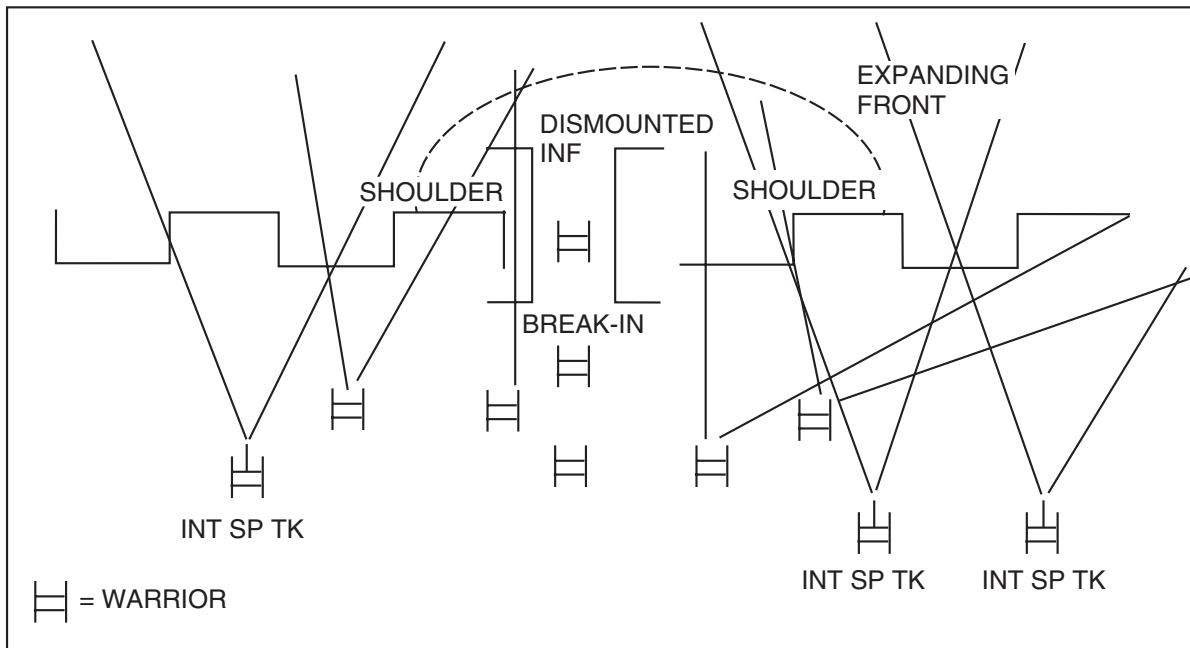 EXPANDING
FRONT
DISMOUNTED
INF
SHOULDER
SHOULDER
BREAK-IN
INT SP TK
INT SP TK
INT SP TK
= WARRIOR